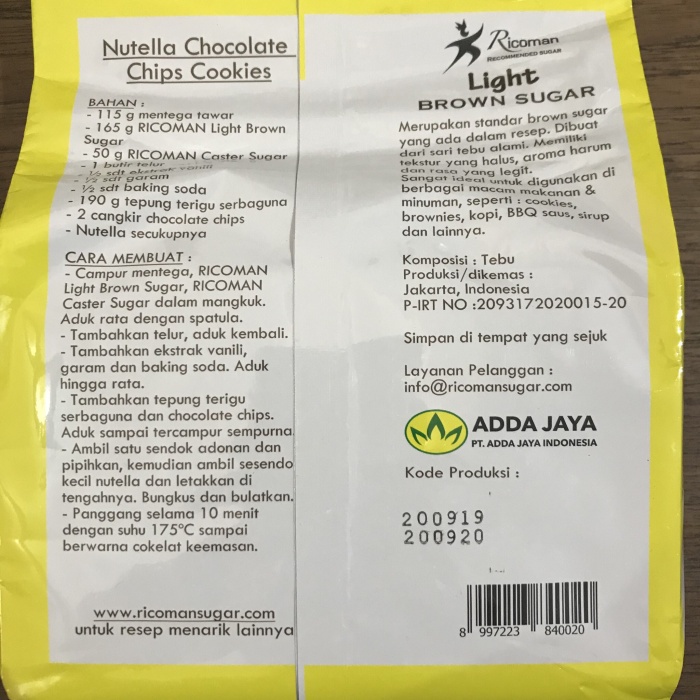 Nutella Chocolate
Chips Cookies
BAHAN :
- 115 g mentega tawar
- 165 g RICOMAN Light Brown
Sugar
- 50 g RICOMAN Caster Sugar
- 1 butir telur
- ½ sdt ekstrak vanili
- ½ sdt garam
- ½ sdt baking soda
- 190 g tepung terigu serbaguna
- 2 cangkir chocolate chips
- Nutella secukupnya
CARA MEMBUAT :
- Campur mentega, RICOMAN
Light Brown Sugar, RICOMAN
Caster Sugar dalam mangkuk.
Aduk rata dengan spatula.
- Tambahkan telur, aduk kembali.
- Tambahkan ekstrak vanili,
garam dan baking soda. Aduk
hingga rata.
- Tambahkan tepung terigu
serbaguna dan chocolate chips.
Aduk sampai tercampur sempurna
- Ambil satu sendok adonan dan
pipihkan, kemudian ambil sesendo
kecil nutella dan letakkan di
tengahnya. Bungkus dan bulatkan.
- Panggang selama 10 menit
dengan suhu 175°C sampai
berwarna cokelat keemasan.
www.ricomansugar.com
untuk resep menarik lainnya
Ricoman
RECOMMENDED SUGAR
Light
BROWN SUGAR
Merupakan standar brown sugar
yang ada dalam resep. Dibuat
dari sari tebu alami. Memiliki
tekstur yang halus, aroma harum
dan rasa yang legit.
Sangat ideal untuk digunakan di
berbagai macam makanan &
minuman, seperti : cookies,
brownies, kopi, BBQ saus, sirup
dan lainnya.
Komposisi : Tebu
Produksi/dikemas :
Jakarta, Indonesia
P-IRT NO :2093172020015-20
Simpan di tempat yang sejuk
Layanan Pelanggan :
info@ricomansugar.com
ADDA JAYA
PT. ADDA JAYA INDONESIA
Kode Produksi :
200919
200920
8 997223 840020